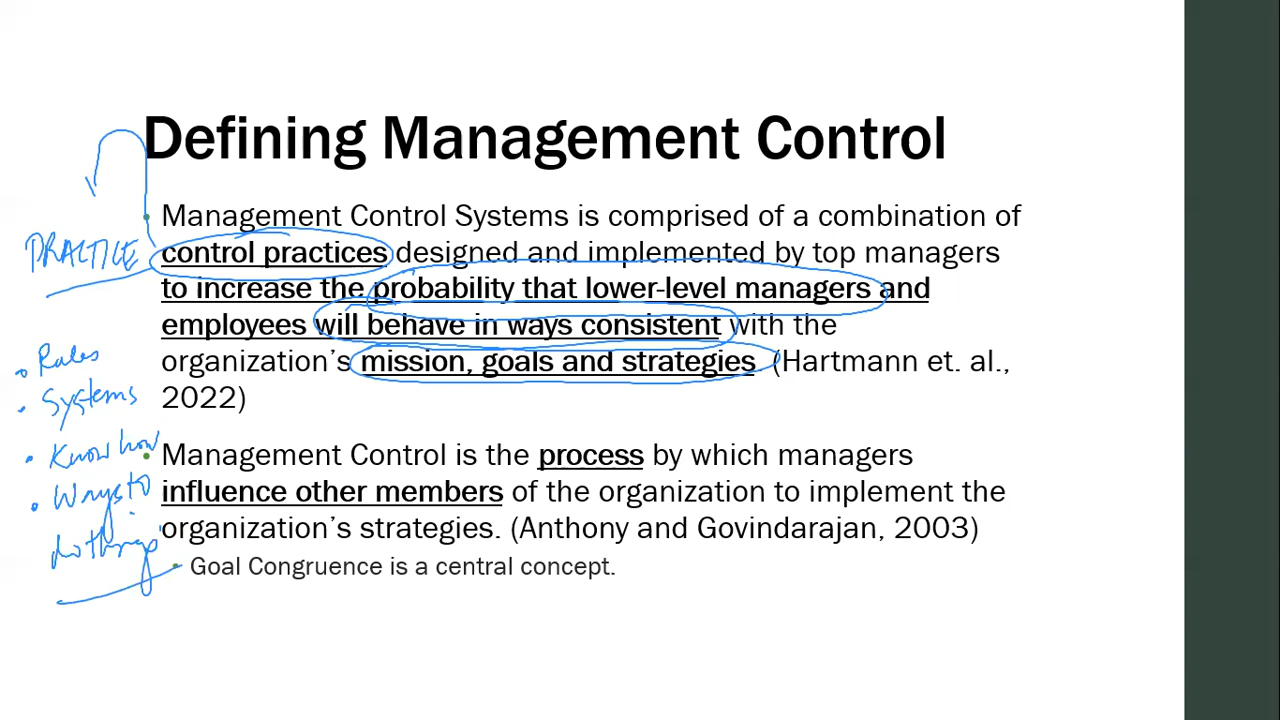 Defining Management Control
• Management Control Systems is comprised of a combination of
control practices designed and implemented by top managers
to increase the probability that lower-level managers and
employees will behave in ways consistent with the
organization's mission, goals and strategies. (Hartmann et. al.,
2022)
• Management Control is the process by which managers
influence other members of the organization to implement the
organization's strategies. (Anthony and Govindarajan, 2003)
• Goal Congruence is a central concept.
PRACTICE
• Rules
• Systems
• Know how
• Ways to
do things